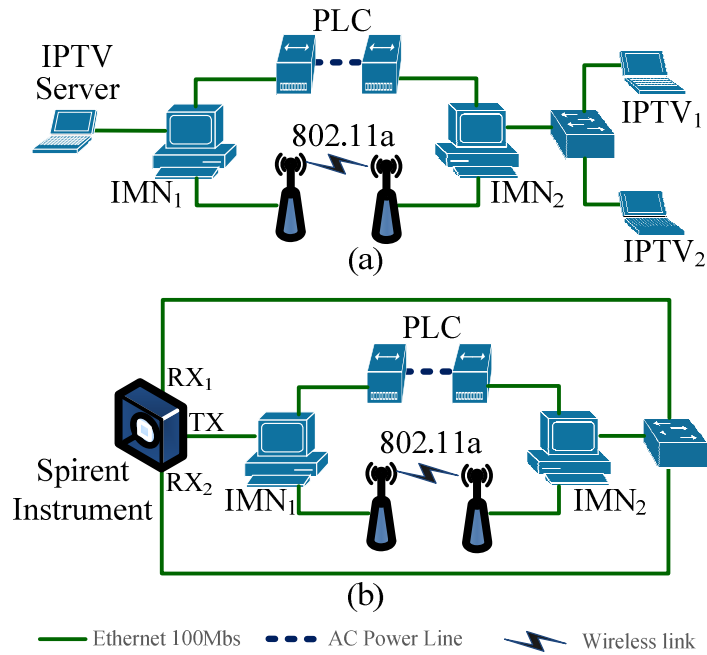 PLC
IPTV
Server
802.11a
IMN₁
IMN₂
IPTV₁
IPTV₂
(a)
PLC
RX₁
TX
802.11a
Spirent
Instrument
RX₂
IMN₁
IMN₂
(b)
Ethernet 100Mbs
AC Power Line
Wireless link